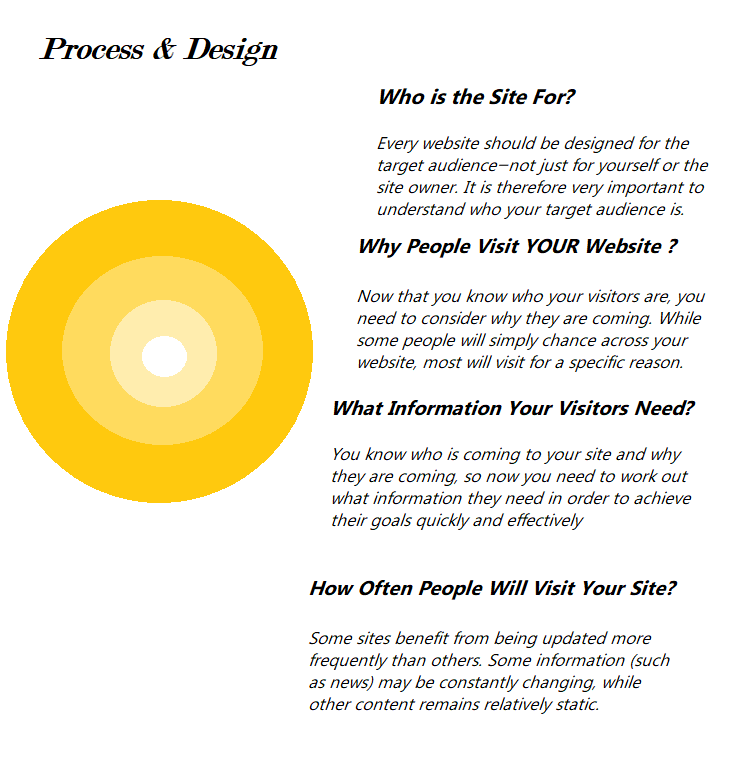 Process & Design
Who is the Site For?
Every website should be designed for the
target audience—not just for yourself or the
site owner. It is therefore very important to
understand who your target audience is.
Why People Visit YOUR Website ?
Now that you know who your visitors are, you
need to consider why they are coming. While
some people will simply chance across your
website, most will visit for a specific reason.
What Information Your Visitors Need?
You know who is coming to your site and why
they are coming, so now you need to work out
what information they need in order to achieve
their goals quickly and effectively
How Often People Will Visit Your Site?
Some sites benefit from being updated more
frequently than others. Some information (such
as news) may be constantly changing, while
other content remains relatively static.